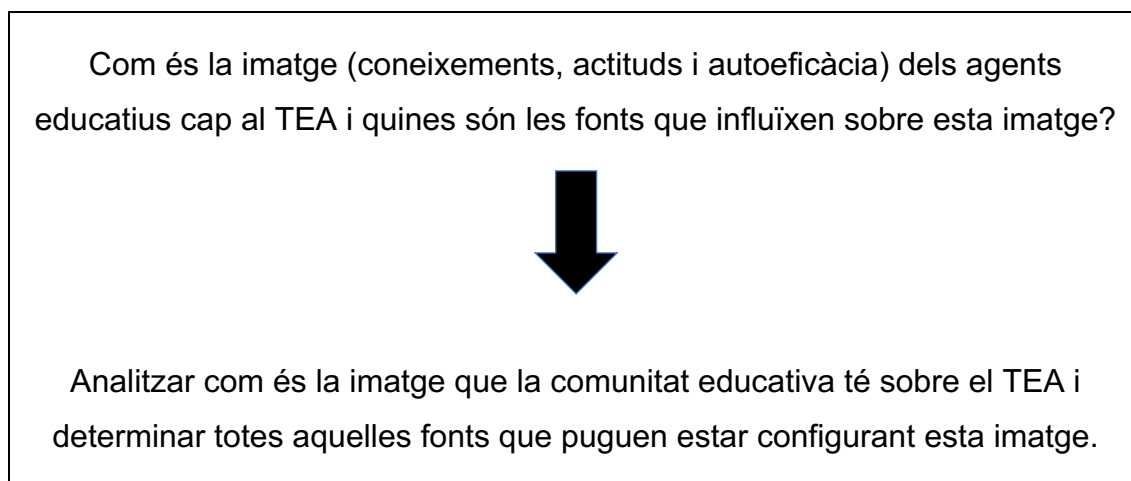 Com és la imatge (coneixements, actituds i autoeficàcia) dels agents
educatius cap al TEA i quines són les fonts que influïxen sobre esta imatge?
Analitzar com és la imatge que la comunitat educativa té sobre el TEA i
determinar totes aquelles fonts que puguen estar configurant esta imatge.